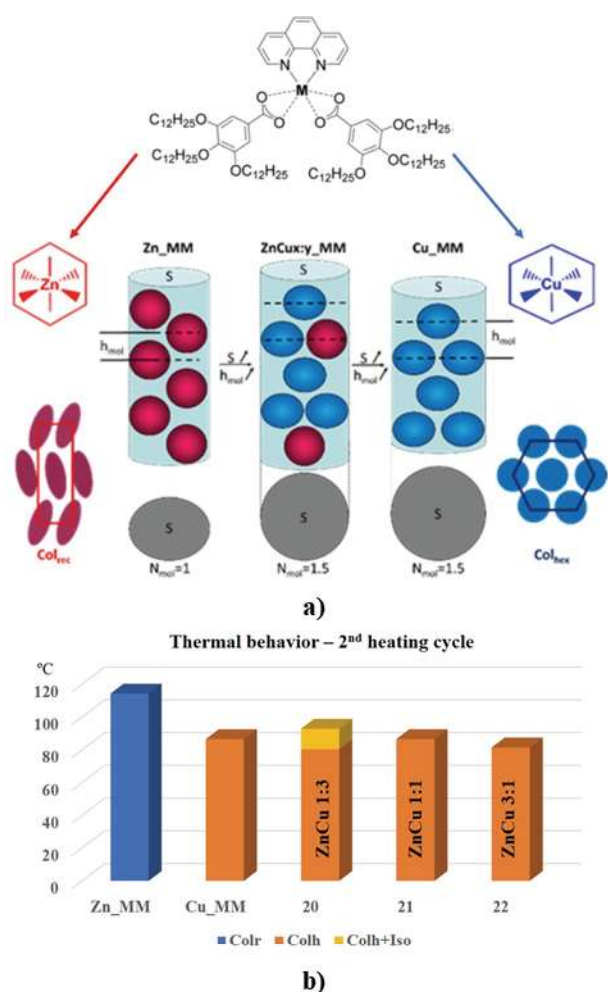 N N
M
O O
O O
C12H25O OC12H25
C12H25O OC12H25
OC12H25 C12H25O
Zn_MM ZnCux:y_MM Cu_MM
Zn S S S Cu
hmol S ↗ hmol ↗ S ↗ hmol ↗ hmol
S S S
Colrec Nmol=1 Nmol=1.5 Nmol=1.5 Colhex
a)
Thermal behavior – 2nd heating cycle
℃
120
100
80
60
40
20
0
ZnCu 1:3 ZnCu 1:1 ZnCu 3:1
Zn_MM Cu_MM 20 21 22
Colr Colh Colh+Iso
b)